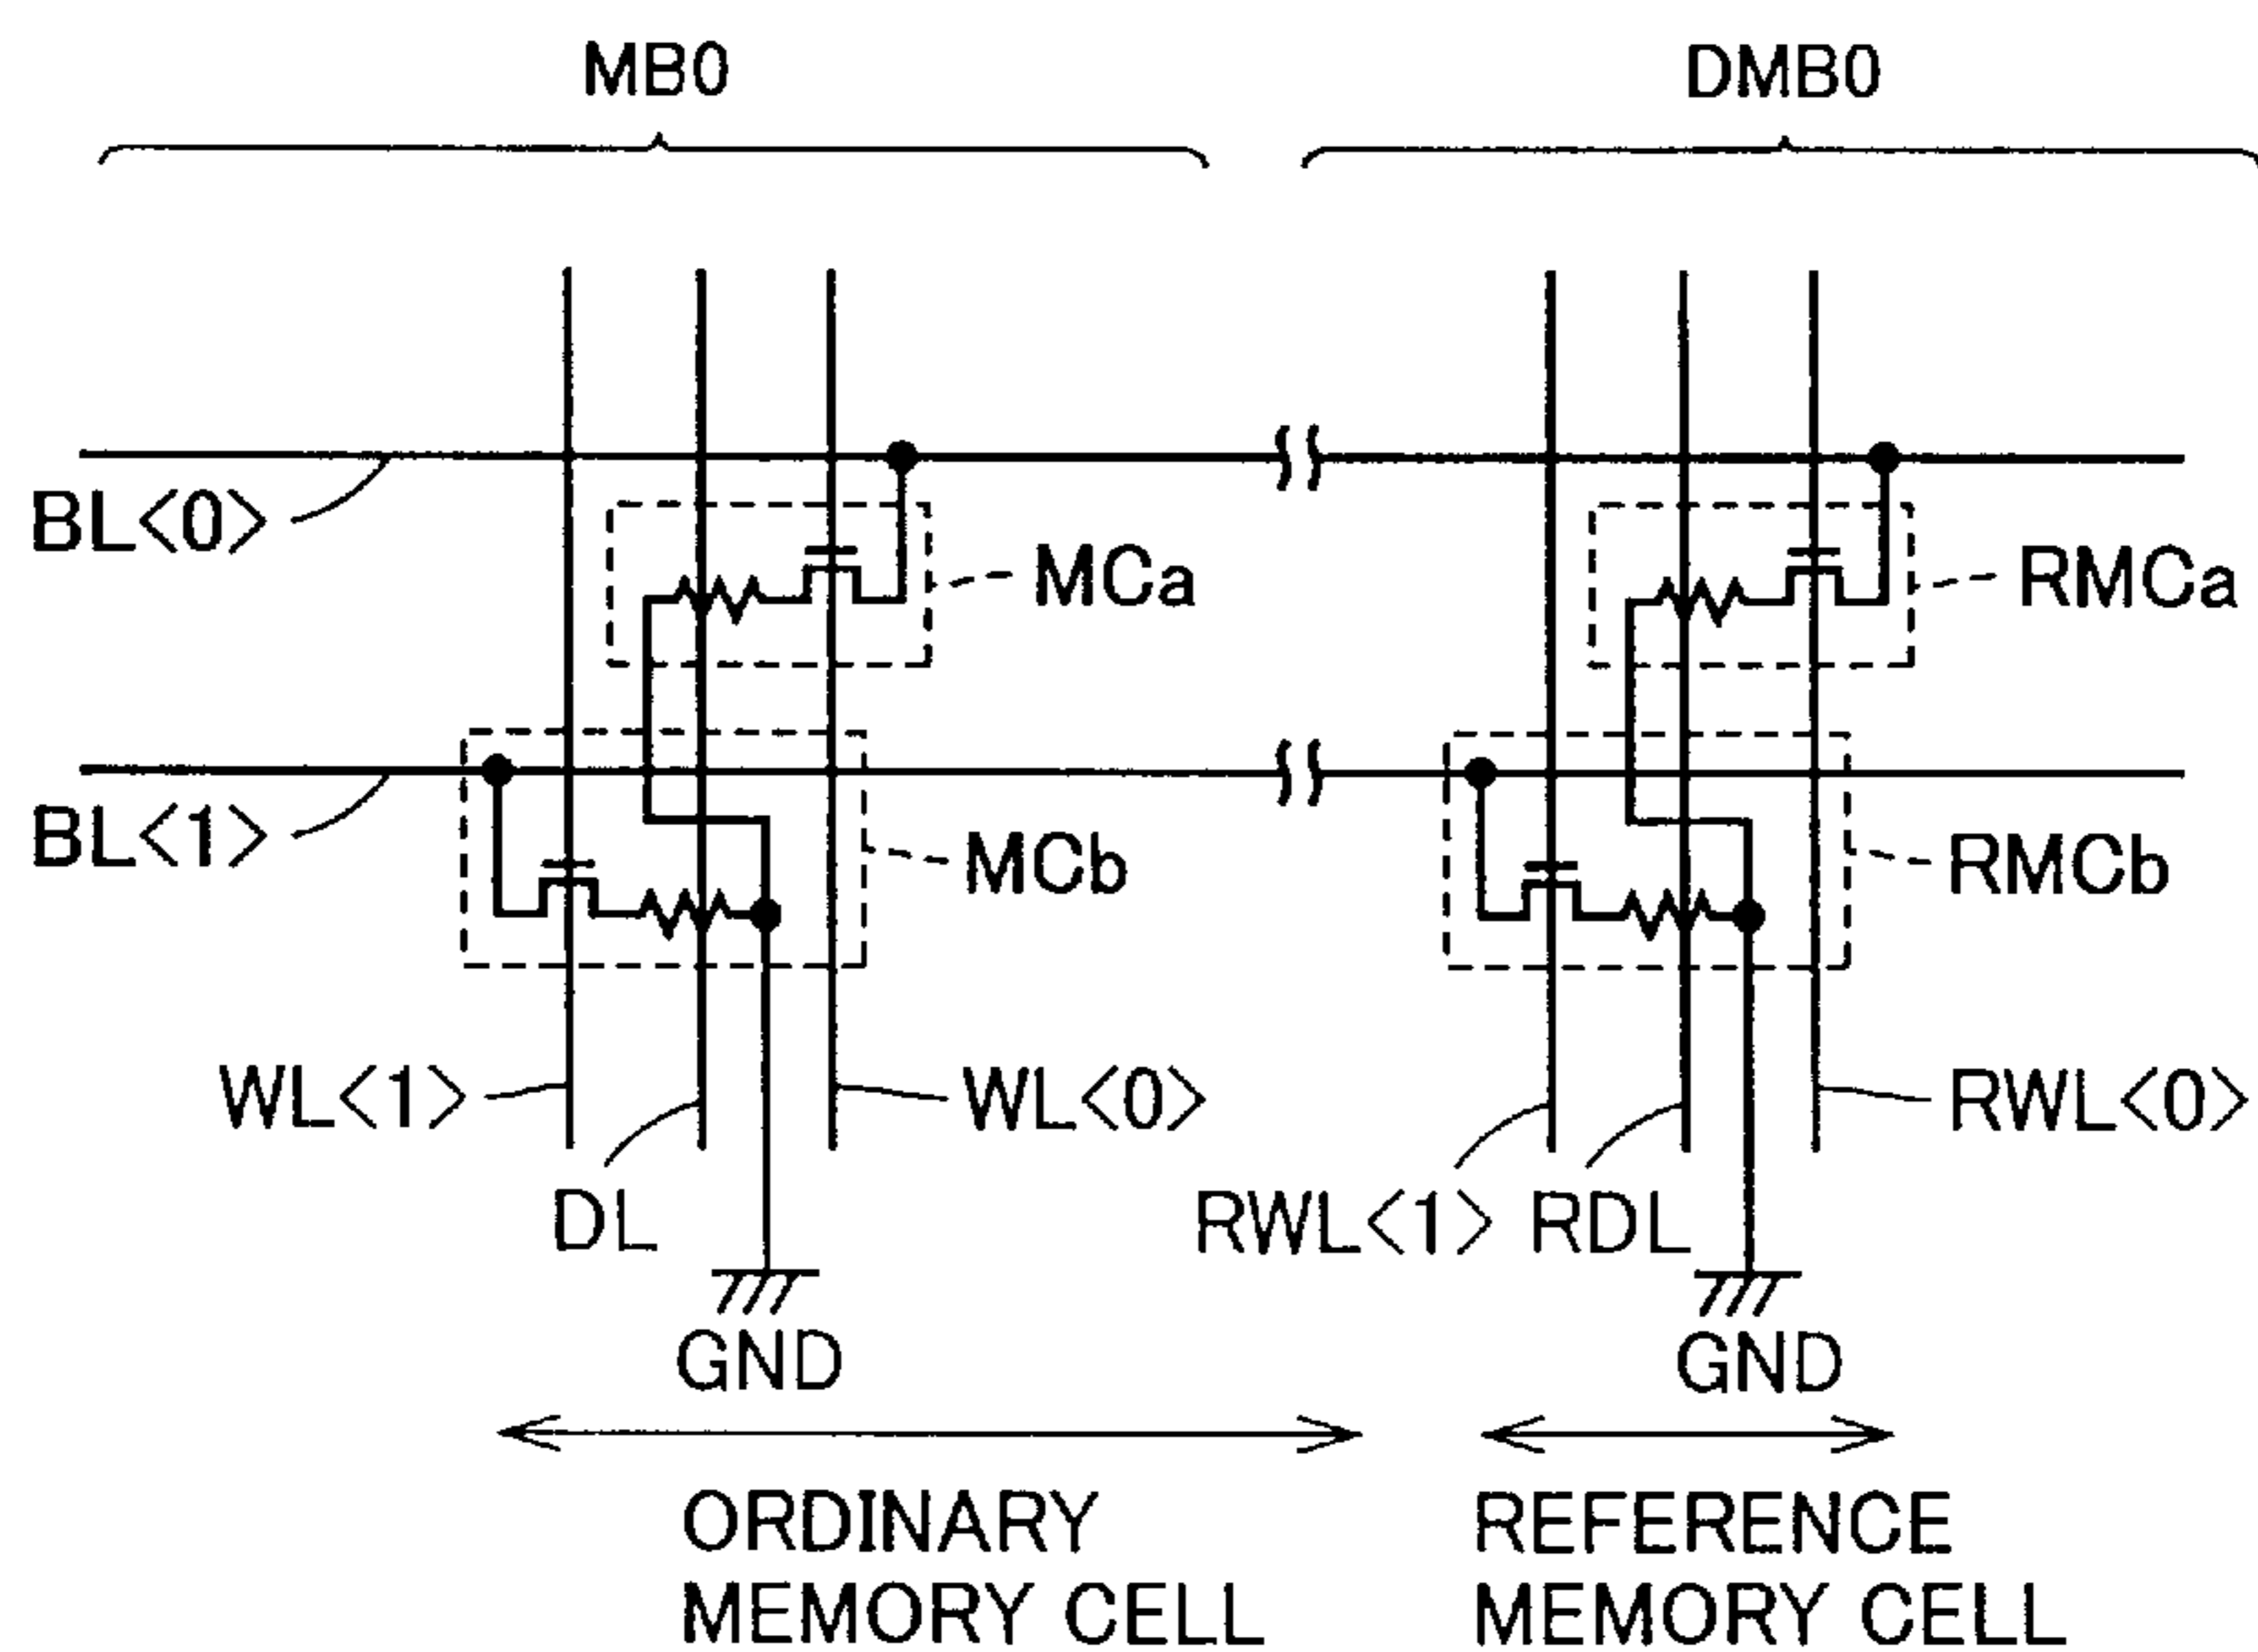 MB0
DMB0
BL<0>
MCa
RMCa
BL<1>
MCb
RMCb
WL<1>
WL<0>
RWL<0>
DL
RWL<1>
RDL
GND
GND
ORDINARY
MEMORY CELL
REFERENCE
MEMORY CELL